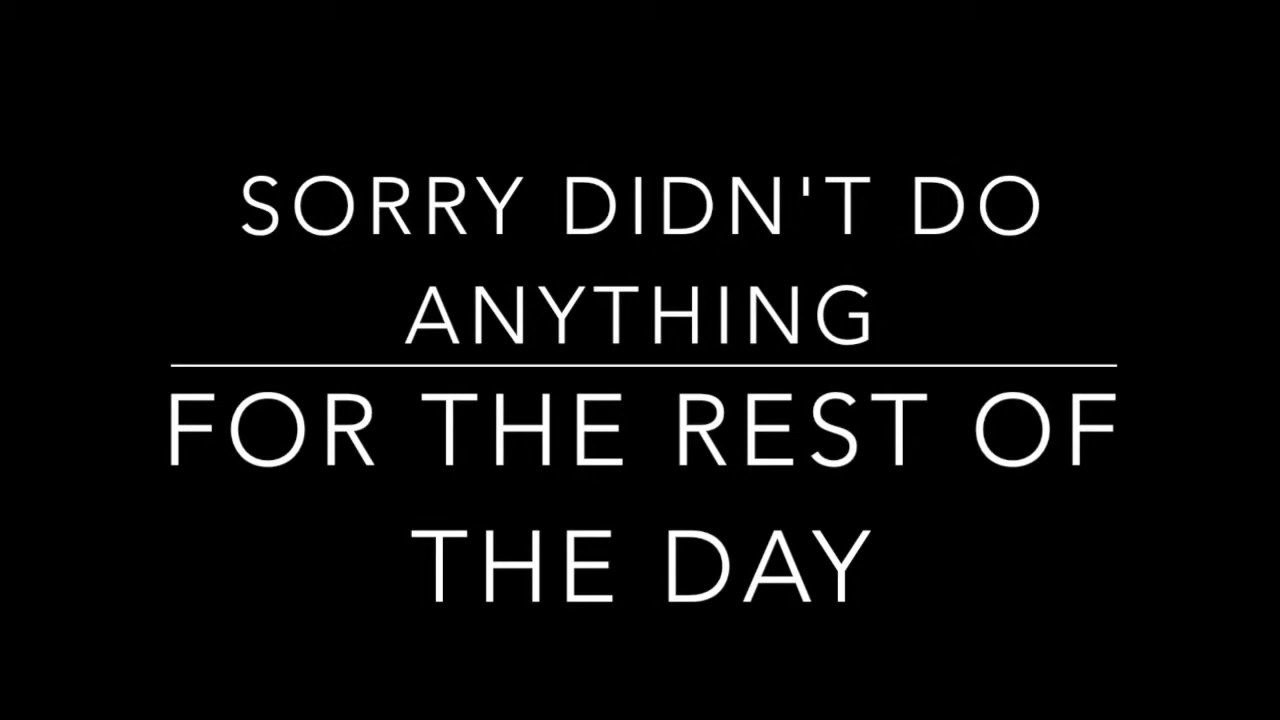 SORRY DIDN'T DO
ANYTHING
FOR THE REST OF
THE DAY